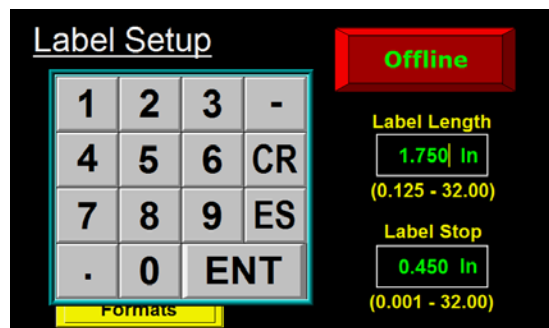 Label Setup
Offline
1 2 3 -
4 5 6 CR
7 8 9 ES
. 0 ENT
Formats
Label Length
1.750 In
(0.125 - 32.00)
Label Stop
0.450 In
(0.001 - 32.00)